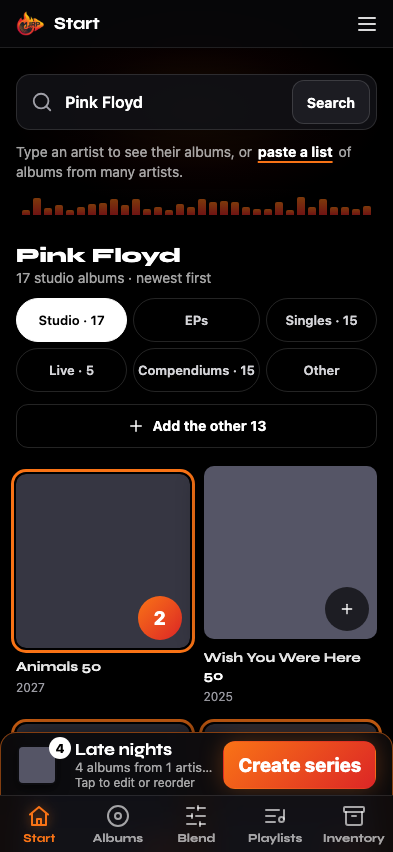 Start
Pink Floyd
Search
Type an artist to see their albums, or paste a list of
albums from many artists.
Pink Floyd
17 studio albums · newest first
Studio · 17
EPs
Singles · 15
Live · 5
Compendiums · 15
Other
Add the other 13
2
Animals 50
2027
Wish You Were Here
50
2025
4
Late nights
4 albums from 1 artis...
Tap to edit or reorder
Create series
Start
Albums
Blend
Playlists
Inventory